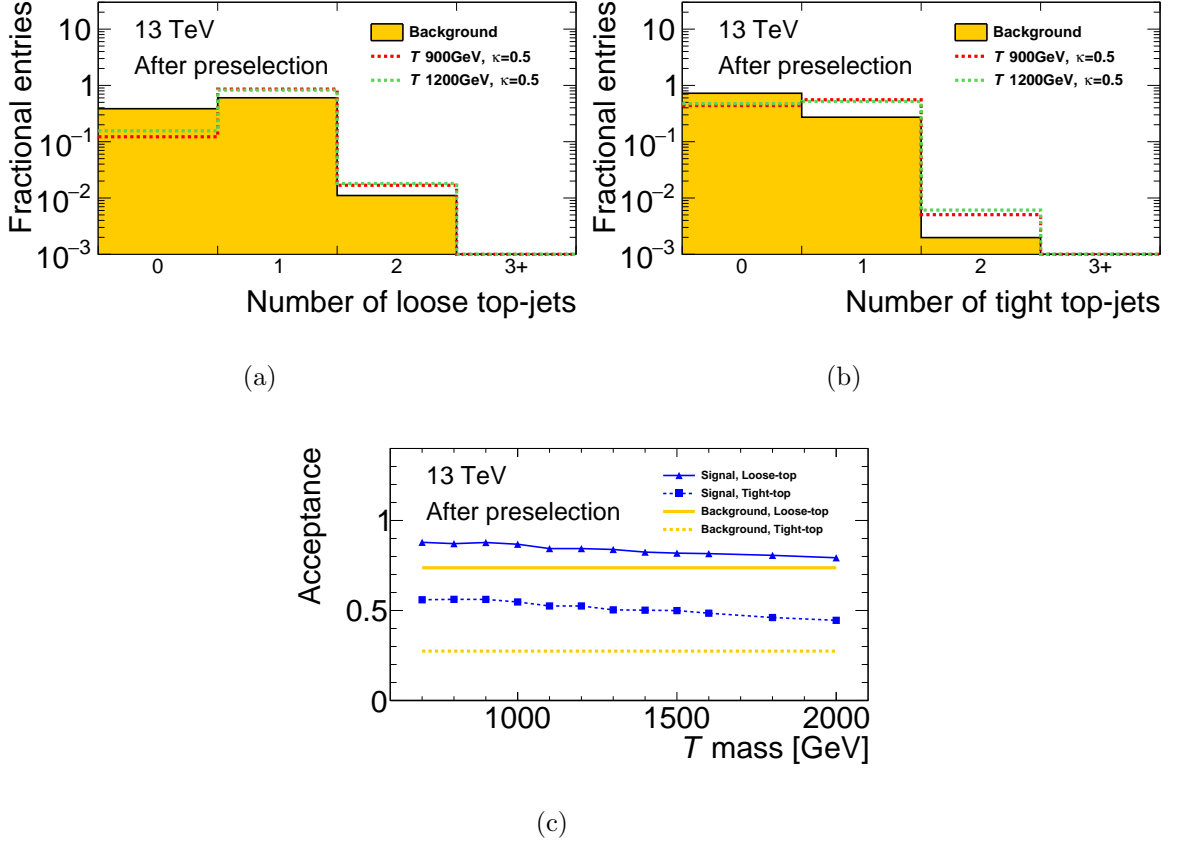 Fractional entries
10
1
10⁻¹
10⁻²
10⁻³
13 TeV
After preselection
Background
T 900GeV, κ=0.5
T 1200GeV, κ=0.5
0 1 2 3+
Number of loose top-jets
(a)
Fractional entries
10
1
10⁻¹
10⁻²
10⁻³
13 TeV
After preselection
Background
T 900GeV, κ=0.5
T 1200GeV, κ=0.5
0 1 2 3+
Number of tight top-jets
(b)
Acceptance
1
0.5
0
13 TeV
After preselection
Signal, Loose-top
Signal, Tight-top
Background, Loose-top
Background, Tight-top
1000 1500 2000
T mass [GeV]
(c)